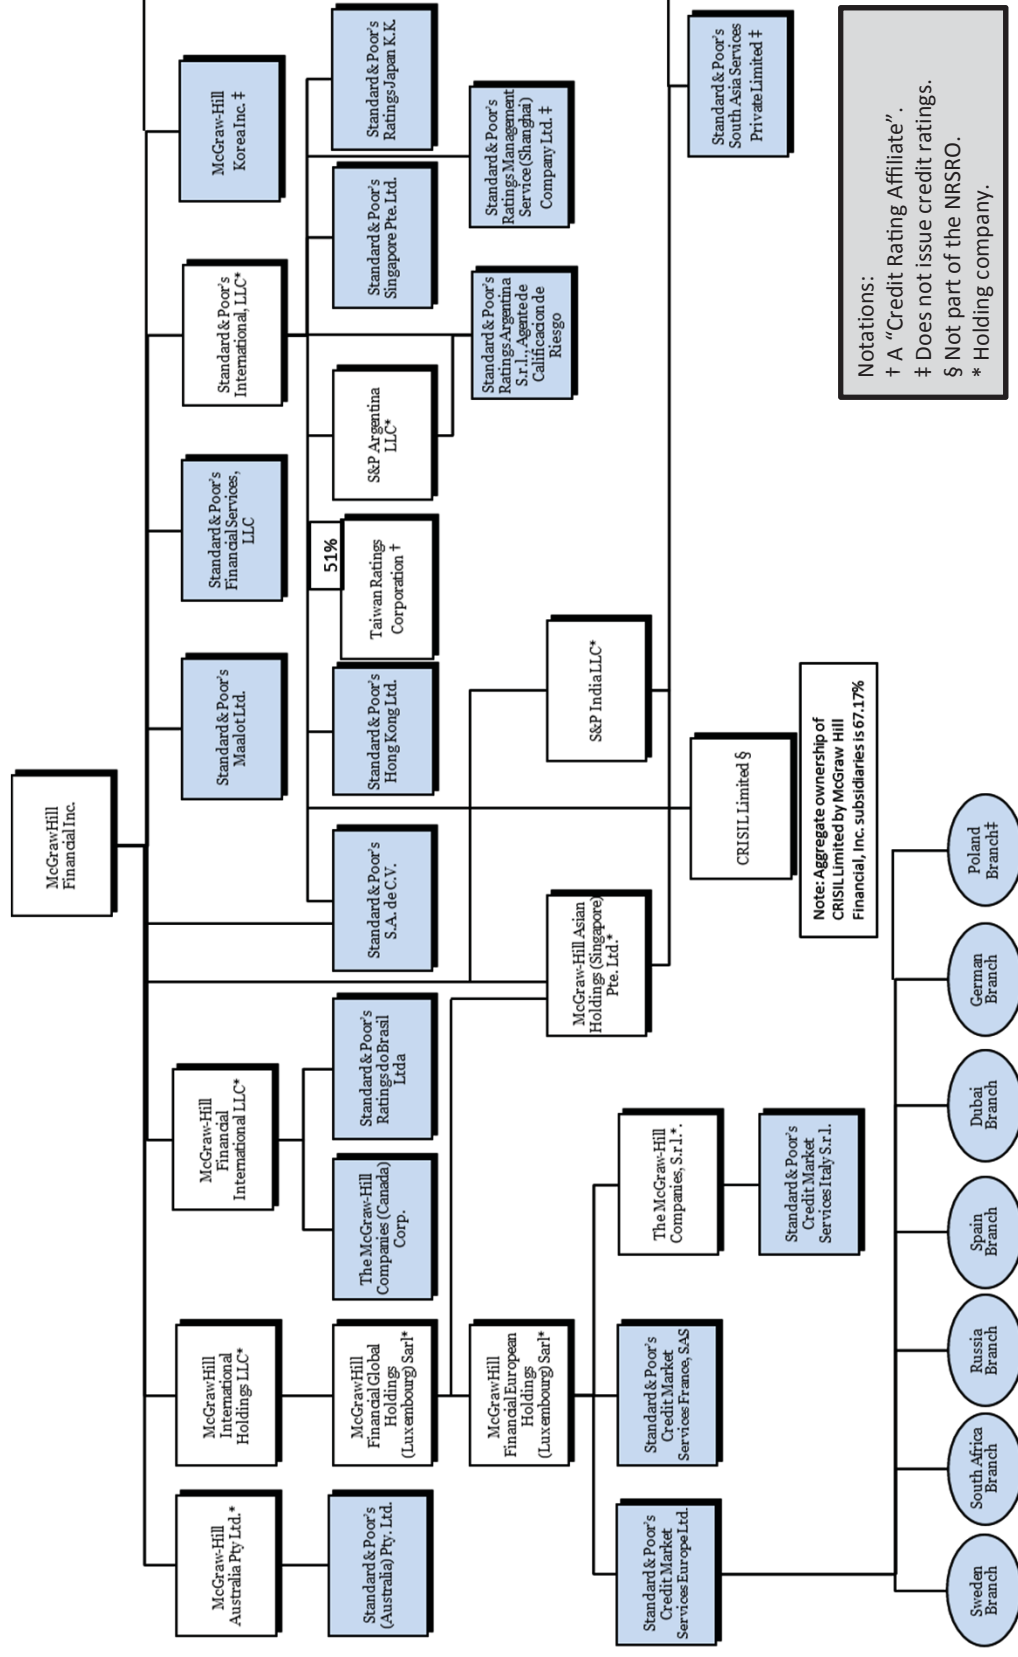 McGraw Hill
Financial Inc.
McGraw-Hill
Australia Pty Ltd.*
McGraw Hill
International
Holdings LLC*
McGraw-Hill
Financial
International LLC*
Standard & Poor's
Maalot Ltd.
Standard & Poor's
Financial Services,
LLC
Standard & Poor's
International, LLC*
McGraw-Hill
Korea Inc. ‡
Standard & Poor's
(Australia) Pty. Ltd.
McGraw Hill
Financial Global
Holdings
(Luxembourg) Sarl*
The McGraw-Hill
Companies (Canada)
Corp.
Standard & Poor's
Ratings do Brasil
Ltda
Standard & Poor's
S.A. de C.V.
Standard & Poor's
Hong Kong Ltd.
51%
Taiwan Ratings
Corporation †
S&P Argentina
LLC*
Standard & Poor's
Singapore Pte. Ltd.
Standard & Poor's
Ratings Japan K.K.
McGraw Hill
Financial European
Holdings
(Luxembourg) Sarl*
Standard & Poor's
Ratings Argentina
S.r.l., Agente de
Calificacion de
Riesgo
Standard & Poor's
Ratings Management
Service (Shanghai)
Company Ltd. ‡
McGraw-Hill Asian
Holdings (Singapore)
Pte. Ltd.*
S&P India LLC*
Standard & Poor's
Credit Market
Services Europe Ltd.
Standard & Poor's
Credit Market
Services France, SAS
The McGraw-Hill
Companies, S.r.l.*.
CRISIL Limited §
Standard & Poor's
South Asia Services
Private Limited ‡
Standard & Poor's
Credit Market
Services Italy S.r.l.
Note: Aggregate ownership of
CRISIL Limited by McGraw Hill
Financial, Inc. subsidiaries is 67.17%
Notations:
† A “Credit Rating Affiliate”.
‡ Does not issue credit ratings.
§ Not part of the NRSRO.
* Holding company.
Sweden
Branch
South Africa
Branch
Russia
Branch
Spain
Branch
Dubai
Branch
German
Branch
Poland
Branch‡